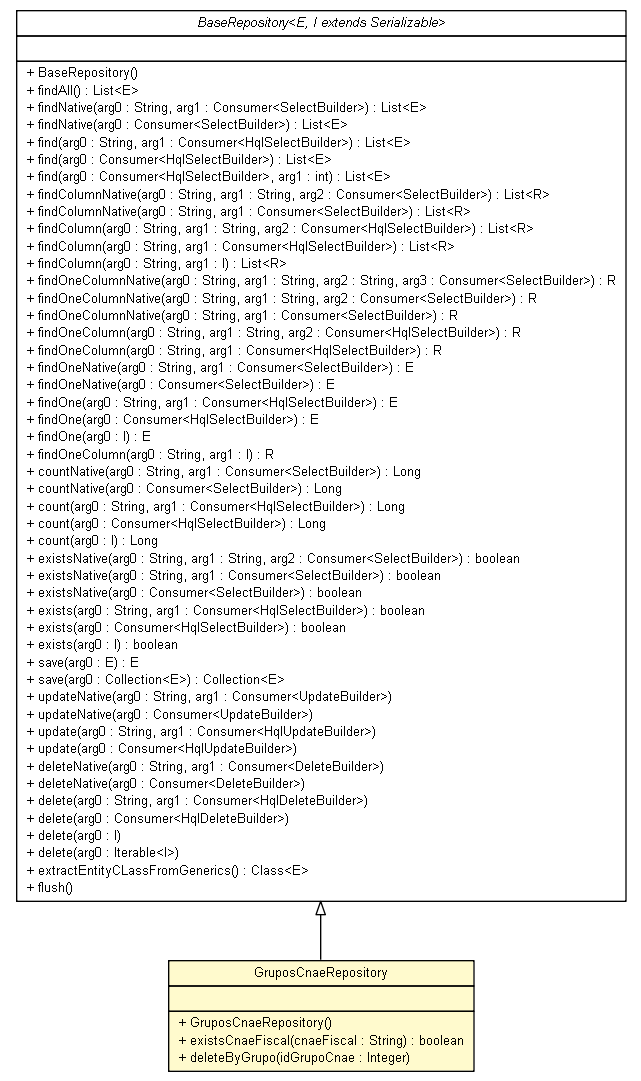 BaseRepository<E, I extends Serializable>
+ BaseRepository()
+ findAll() : List<E>
+ findNative(arg0 : String, arg1 : Consumer<SelectBuilder>) : List<E>
+ findNative(arg0 : Consumer<SelectBuilder>) : List<E>
+ find(arg0 : String, arg1 : Consumer<HqlSelectBuilder>) : List<E>
+ find(arg0 : Consumer<HqlSelectBuilder>) : List<E>
+ find(arg0 : Consumer<HqlSelectBuilder>, arg1 : int) : List<E>
+ findColumnNative(arg0 : String, arg1 : String, arg2 : Consumer<SelectBuilder>) : List<R>
+ findColumnNative(arg0 : String, arg1 : Consumer<SelectBuilder>) : List<R>
+ findColumn(arg0 : String, arg1 : String, arg2 : Consumer<HqlSelectBuilder>) : List<R>
+ findColumn(arg0 : String, arg1 : Consumer<HqlSelectBuilder>) : List<R>
+ findColumn(arg0 : String, arg1 : I) : List<R>
+ findOneColumnNative(arg0 : String, arg1 : String, arg2 : String, arg3 : Consumer<SelectBuilder>) : R
+ findOneColumnNative(arg0 : String, arg1 : String, arg2 : Consumer<SelectBuilder>) : R
+ findOneColumnNative(arg0 : String, arg1 : Consumer<SelectBuilder>) : R
+ findOneColumn(arg0 : String, arg1 : String, arg2 : Consumer<HqlSelectBuilder>) : R
+ findOneColumn(arg0 : String, arg1 : Consumer<HqlSelectBuilder>) : R
+ findOneNative(arg0 : String, arg1 : Consumer<SelectBuilder>) : E
+ findOneNative(arg0 : Consumer<SelectBuilder>) : E
+ findOne(arg0 : String, arg1 : Consumer<HqlSelectBuilder>) : E
+ findOne(arg0 : Consumer<HqlSelectBuilder>) : E
+ findOne(arg0 : I) : E
+ findOneColumn(arg0 : String, arg1 : I) : R
+ countNative(arg0 : String, arg1 : Consumer<SelectBuilder>) : Long
+ countNative(arg0 : Consumer<SelectBuilder>) : Long
+ count(arg0 : String, arg1 : Consumer<HqlSelectBuilder>) : Long
+ count(arg0 : Consumer<HqlSelectBuilder>) : Long
+ count(arg0 : I) : Long
+ existsNative(arg0 : String, arg1 : String, arg2 : Consumer<SelectBuilder>) : boolean
+ existsNative(arg0 : String, arg1 : Consumer<SelectBuilder>) : boolean
+ existsNative(arg0 : Consumer<SelectBuilder>) : boolean
+ exists(arg0 : String, arg1 : Consumer<HqlSelectBuilder>) : boolean
+ exists(arg0 : Consumer<HqlSelectBuilder>) : boolean
+ exists(arg0 : I) : boolean
+ save(arg0 : E) : E
+ save(arg0 : Collection<E>) : Collection<E>
+ updateNative(arg0 : String, arg1 : Consumer<UpdateBuilder>)
+ updateNative(arg0 : Consumer<UpdateBuilder>)
+ update(arg0 : String, arg1 : Consumer<HqlUpdateBuilder>)
+ update(arg0 : Consumer<HqlUpdateBuilder>)
+ deleteNative(arg0 : String, arg1 : Consumer<DeleteBuilder>)
+ deleteNative(arg0 : Consumer<DeleteBuilder>)
+ delete(arg0 : String, arg1 : Consumer<HqlDeleteBuilder>)
+ delete(arg0 : Consumer<HqlDeleteBuilder>)
+ delete(arg0 : I)
+ delete(arg0 : Iterable<I>)
+ extractEntityCLassFromGenerics() : Class<E>
+ flush()
GruposCnaeRepository
+ GruposCnaeRepository()
+ existsCnaeFiscal(cnaeFiscal : String) : boolean
+ deleteByGrupo(idGrupoCnae : Integer)